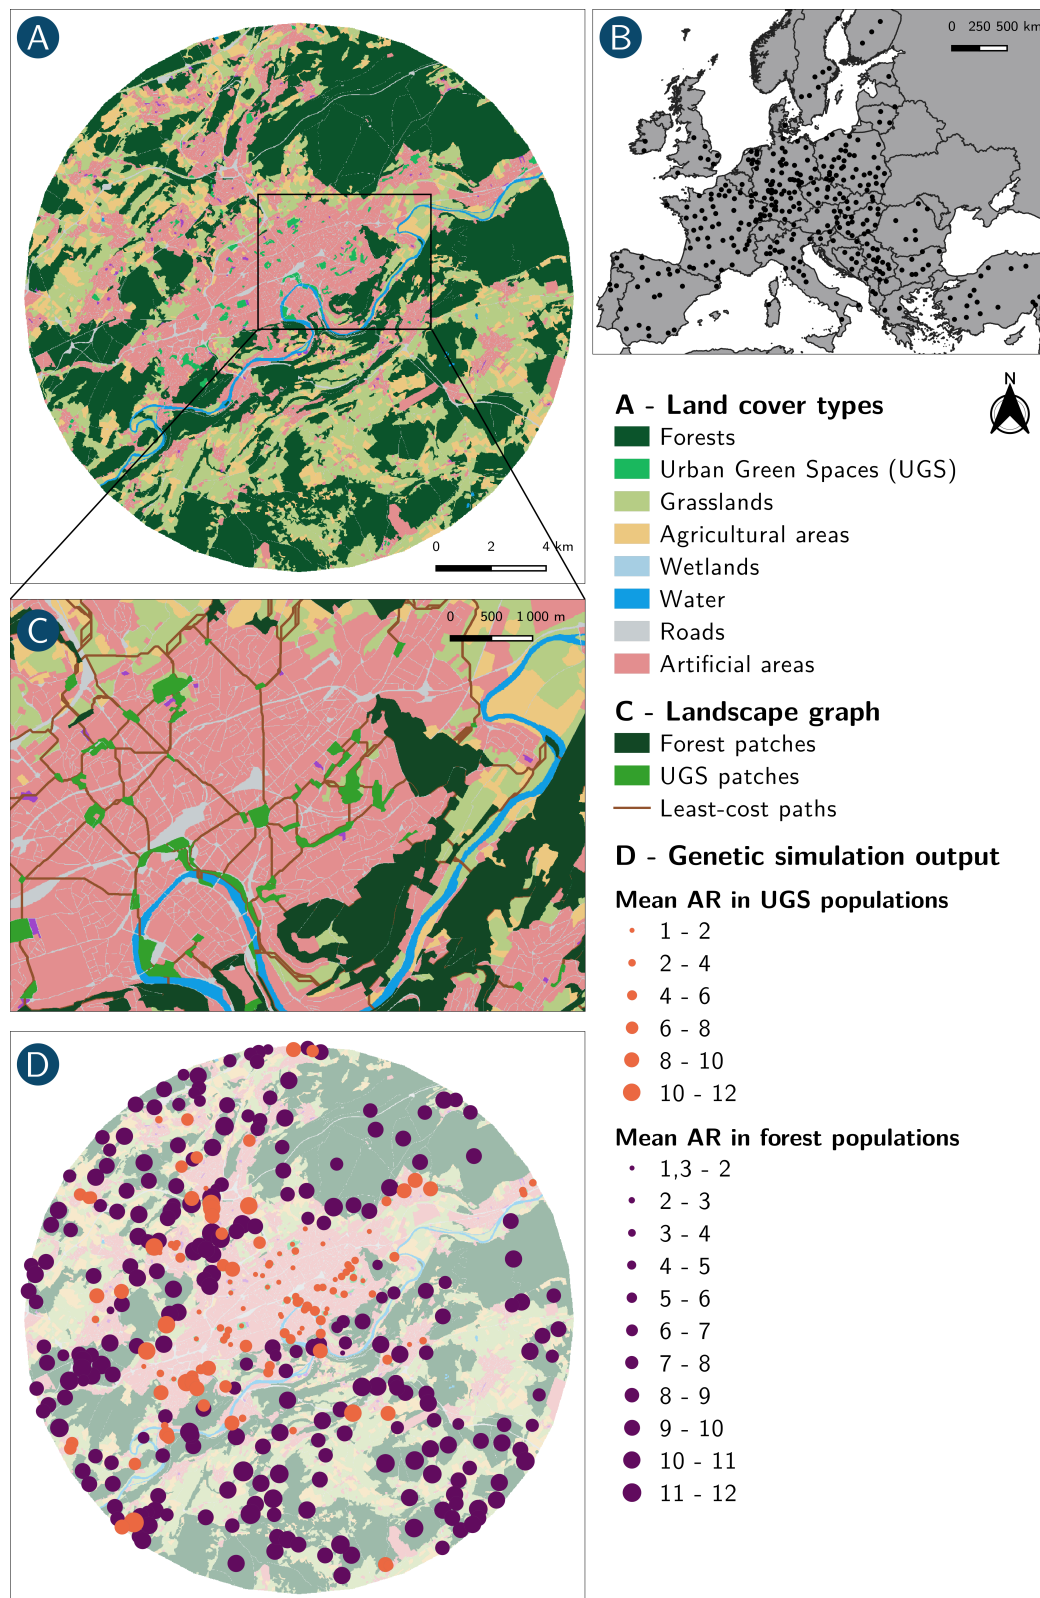 A
B
0 250 500 km
0 2 4 km
C
0 500 1 000 m
D
N
A - Land cover types
Forests
Urban Green Spaces (UGS)
Grasslands
Agricultural areas
Wetlands
Water
Roads
Artificial areas
C - Landscape graph
Forest patches
UGS patches
Least-cost paths
D - Genetic simulation output
Mean AR in UGS populations
1 - 2
2 - 4
4 - 6
6 - 8
8 - 10
10 - 12
Mean AR in forest populations
1,3 - 2
2 - 3
3 - 4
4 - 5
5 - 6
6 - 7
7 - 8
8 - 9
9 - 10
10 - 11
11 - 12